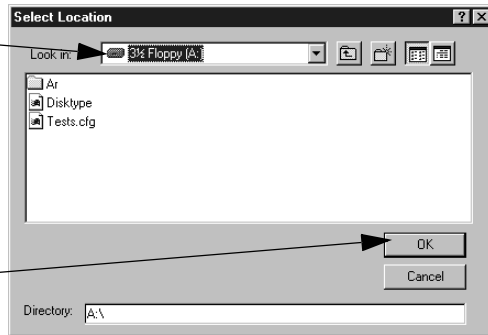 Select Location
Look in: 3½ Floppy (A:)
Ar
Disktype
Tests.cfg
OK
Cancel
Directory: A:\